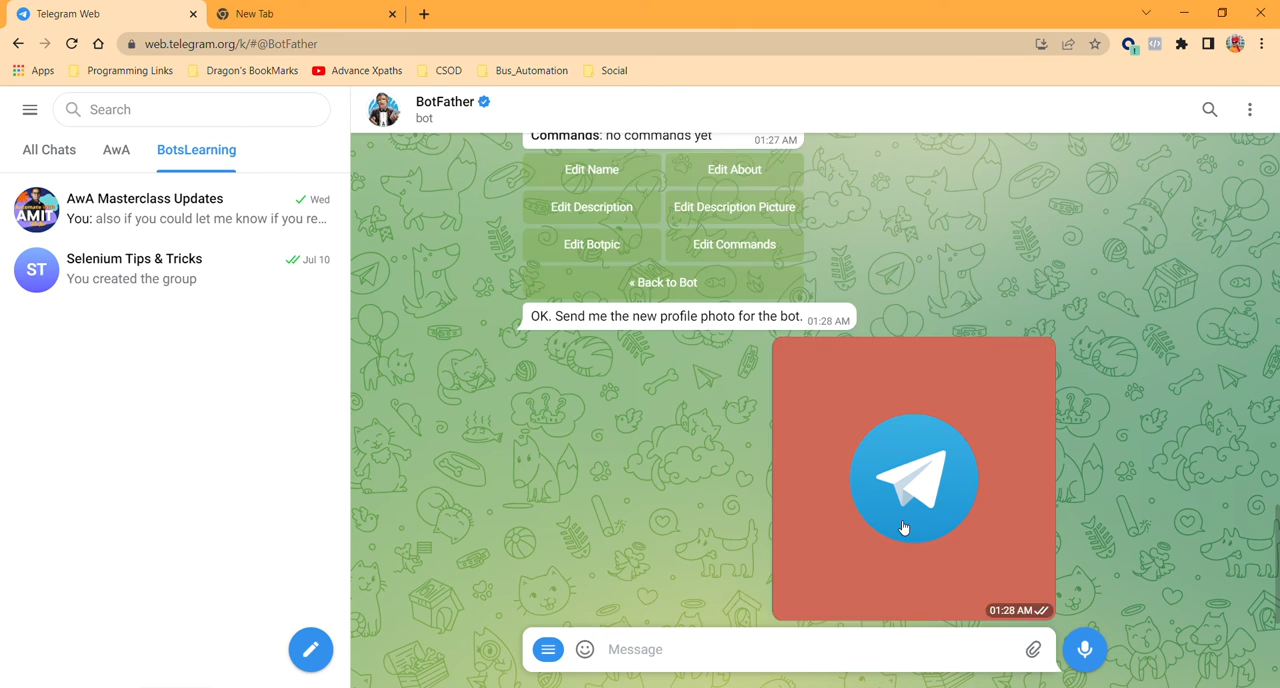 Telegram Web
New Tab
web.telegram.org/k/#@BotFather
Apps
Programming Links
Dragon's BookMarks
Advance Xpaths
CSOD
Bus_Automation
Social
Search
All Chats
AwA
BotsLearning
AMIT
AwA Masterclass Updates
Wed
You: also if you could let me know if you re...
ST
Selenium Tips & Tricks
Jul 10
You created the group
BotFather
bot
Commands: no commands yet
01:27 AM
Edit Name
Edit About
Edit Description
Edit Description Picture
Edit Botpic
Edit Commands
« Back to Bot
OK. Send me the new profile photo for the bot.
01:28 AM
01:28 AM
Message